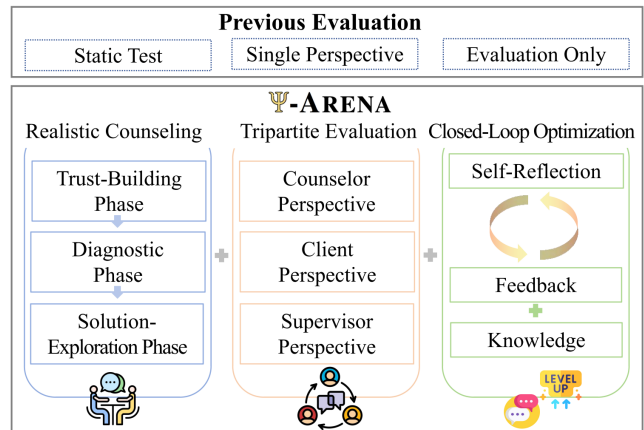 Previous Evaluation
Static Test
Single Perspective
Evaluation Only
Ψ-ARENA
Realistic Counseling
Tripartite Evaluation
Closed-Loop Optimization
Trust-Building
Phase
Diagnostic
Phase
Solution-
Exploration Phase
Counselor
Perspective
Client
Perspective
Supervisor
Perspective
Self-Reflection
Feedback
Knowledge
LEVEL
UP